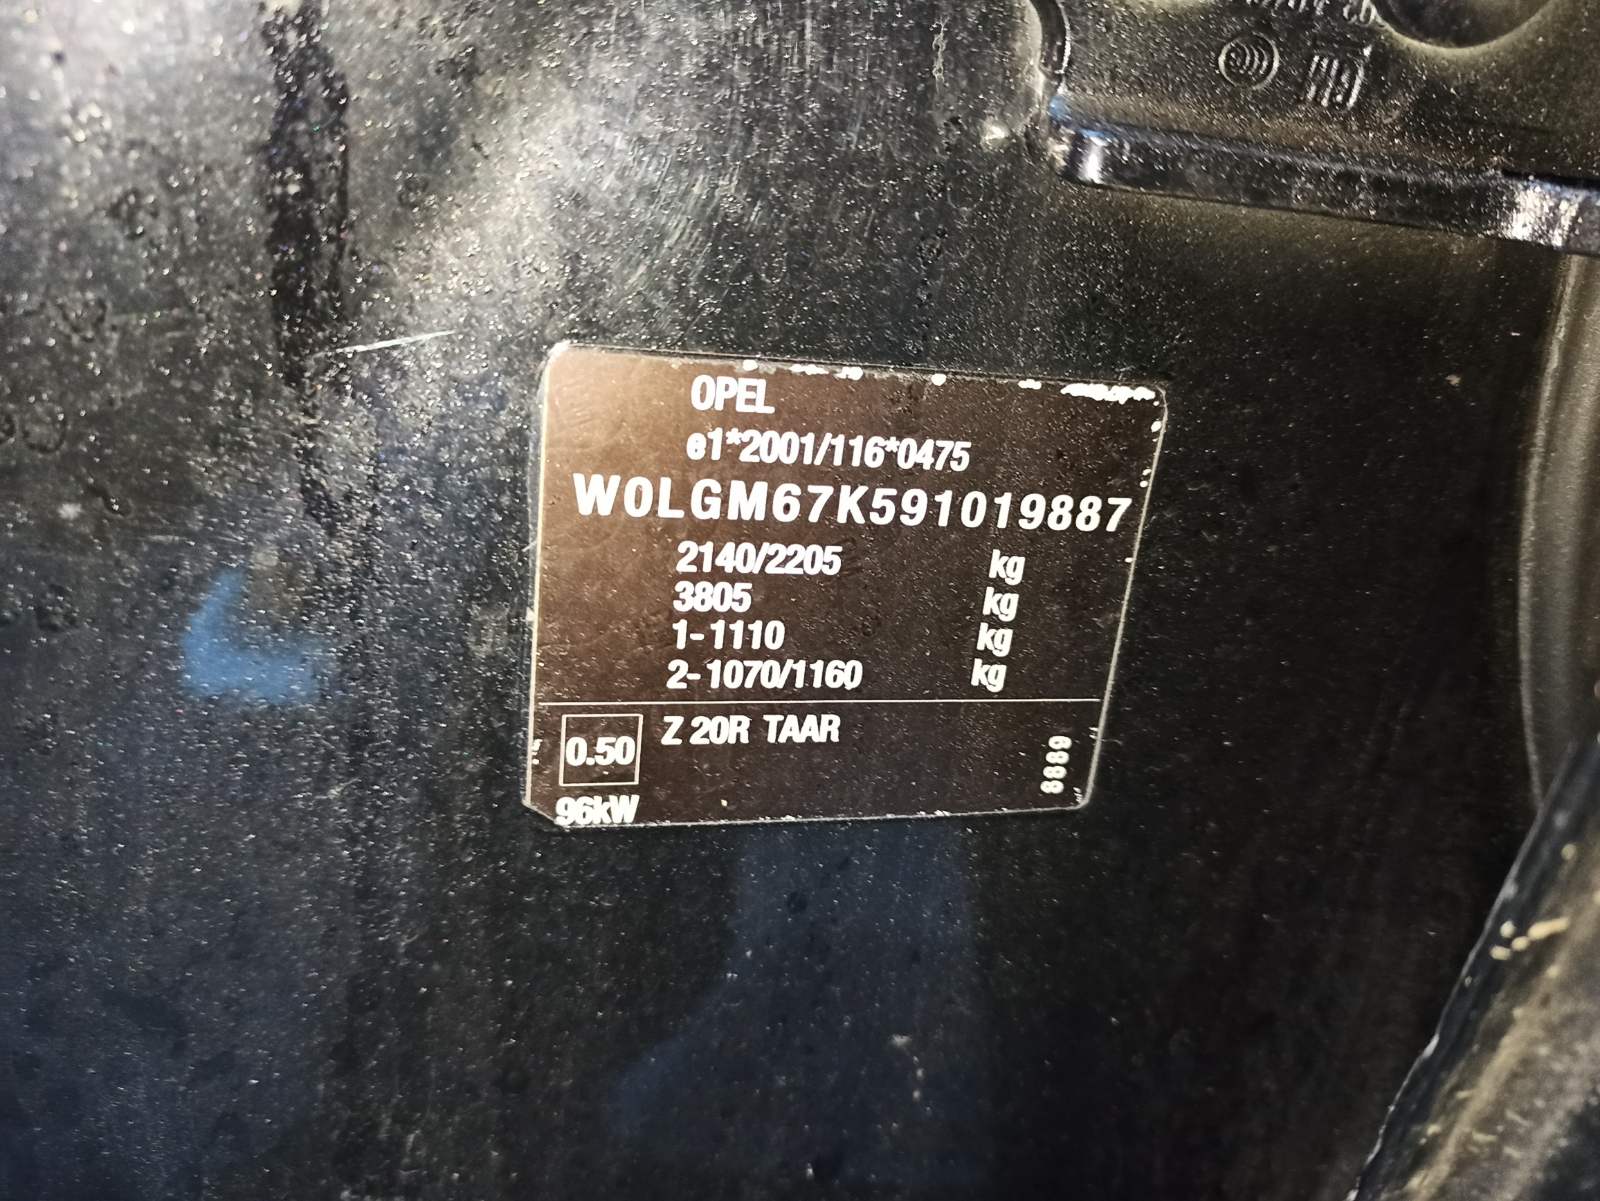 OPEL
e1*2001/116*0475
W0LGM67K591019887
2140/2205 kg
3805 kg
1-1110 kg
2-1070/1160 kg
0.50 Z 20R TAAR
96kW
8889
GM